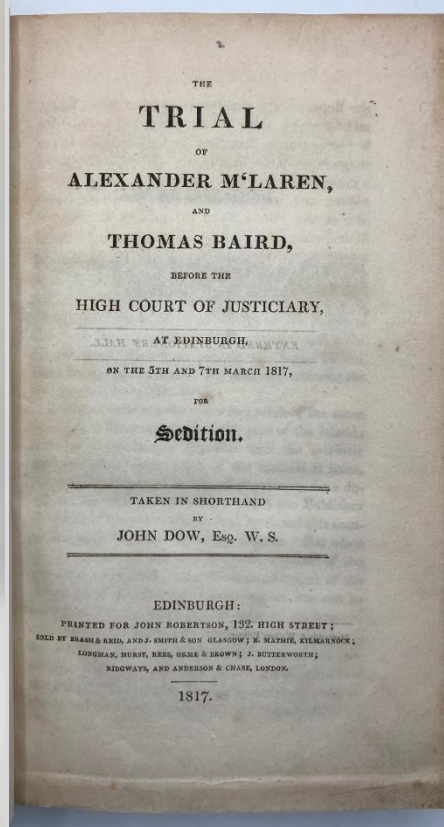 2
THE
TRIAL
OF
ALEXANDER M‘LAREN,
AND
THOMAS BAIRD,
BEFORE THE
HIGH COURT OF JUSTICIARY,
AT EDINBURGH,
ON THE 5TH AND 7TH MARCH 1817,
FOR
Sedition.
TAKEN IN SHORTHAND
BY
JOHN DOW, ESQ. W. S.
EDINBURGH:
PRINTED FOR JOHN ROBERTSON, 132. HIGH STREET;
SOLD BY BRASH & REID, AND J. SMITH & SON GLASGOW; R. MATHIE, KILMARNOCK;
LONGMAN, HURST, REES, ORME & BROWN; J. BUTTERWORTH;
RIDGWAYS, AND ANDERSON & CHASE, LONDON.
1817.